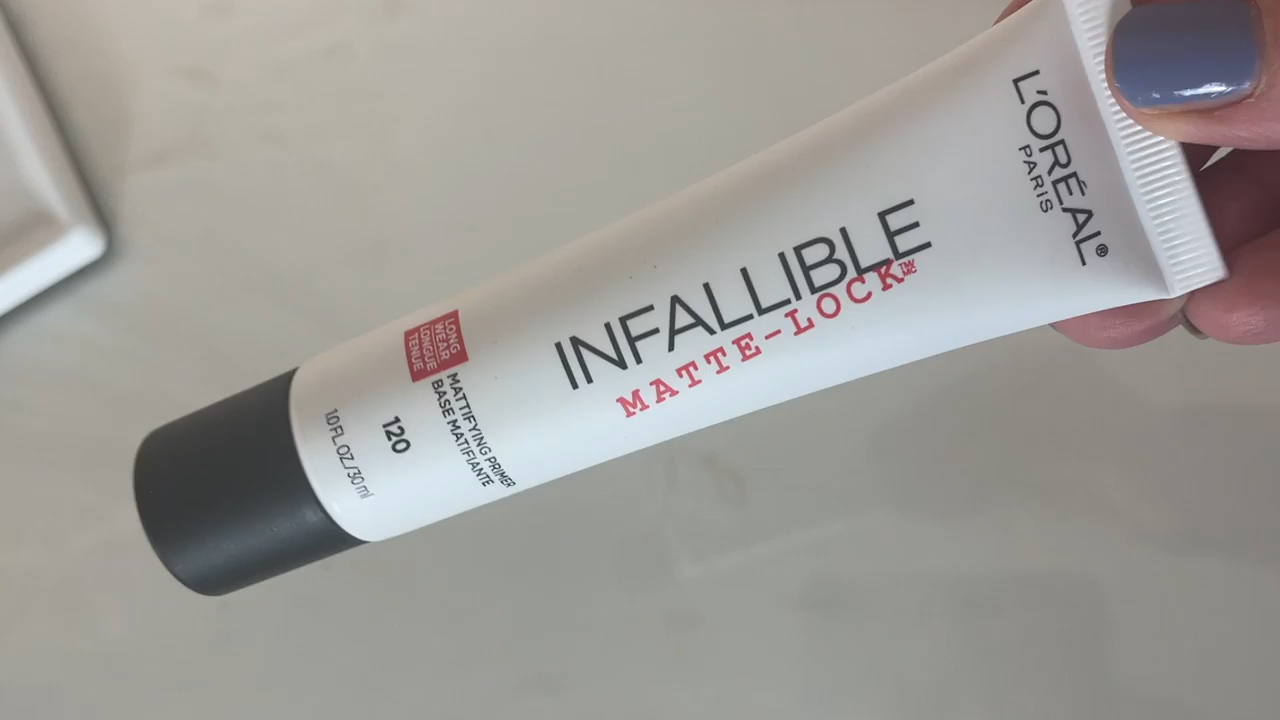 L'ORÉAL®
PARIS
INFALLIBLE
MATTE-LOCK™
LONG
WEAR
LONGUE
TENUE
MATTIFYING PRIMER
BASE MATIFIANTE
120
1.0 FL.OZ/30 ml